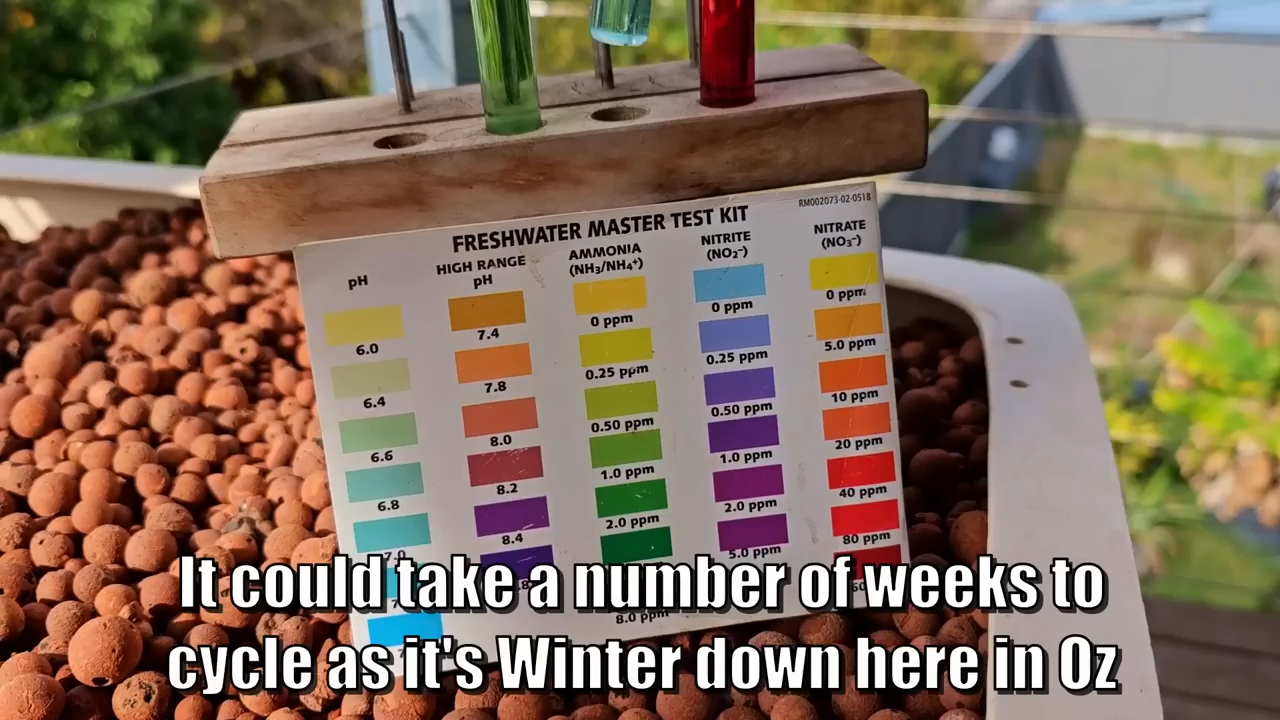 RM002073-02-0518
FRESHWATER MASTER TEST KIT
pH
HIGH RANGE
pH
AMMONIA
(NH3/NH4+)
NITRITE
(NO2-)
NITRATE
(NO3-)
6.0
7.4
0 ppm
0 ppm
0 ppm
6.4
7.8
0.25 ppm
0.25 ppm
5.0 ppm
6.6
8.0
0.50 ppm
0.50 ppm
10 ppm
6.8
8.2
1.0 ppm
1.0 ppm
20 ppm
7.0
8.4
2.0 ppm
2.0 ppm
40 ppm
5.0 ppm
80 ppm
8.0 ppm
It could take a number of weeks to
cycle as it's Winter down here in Oz